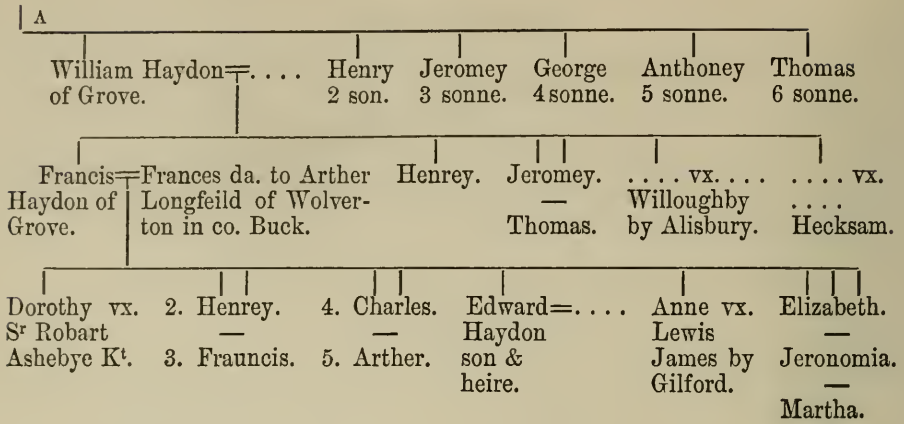 A
William Haydon=.... Henry Jeromey George Anthoney Thomas
of Grove. 2 son. 3 sonne. 4 sonne. 5 sonne. 6 sonne.
Francis=Frances da. to Arther Henrey. Jeromey. .... vx..... .... vx.
Haydon of Longfeild of Wolver- — Willoughby ....
Grove. ton in co. Buck. Thomas. by Alisbury. Hecksam.
Dorothy vx. 2. Henrey. 4. Charles. Edward=.... Anne vx. Elizabeth.
Sr Robart — — Haydon Lewis —
Ashebye Kt. 3. Frauncis. 5. Arther. son & James by Jeronomia.
heire. Gilford. —
Martha.